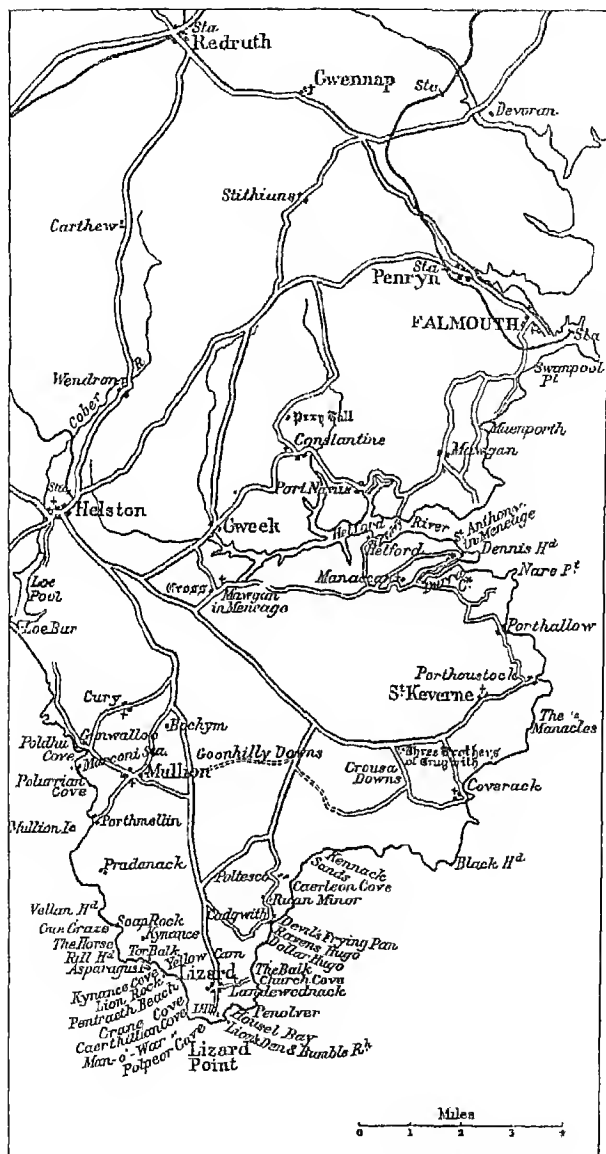 Sta
Redruth
Gwennap
Sta
Devoran
Stithians
Carthew
Sta
Penryn
FALMOUTH
Sta
Swanpool
Pt
Wendron
Cober
R.
Maenporth
Mawgan
Constantine
Port Navas
Sta
Helston
Gweek
Helford
River
St Anthony
in Meneage
Helford
Dennis Hd
Nare Pt
Manaccan
Loe
Pool
Cross
Mawgan
in Meneage
Loe Bar
Porthallow
Porthoustock
St Keverne
Cury
The
Manacles
Bochym
Gunwalloe
Poldhu
Cove
Marconi Sta.
Goonhilly Downs
Three Brothers
of Grugwith
Crousa
Downs
Mullion
Polurrian
Cove
Coverack
Mullion Is
Porthmellin
Black Hd
Pradanack
Poltesco
Kennack
Sands
Caerleon Cove
Ruan Minor
Vellan Hd
Soap Rock
Cadgwith
Devil's Frying Pan
Kynance
Ravens Hugo
Dollar Hugo
The Horse
Rill Hd
Tor Balk
Yellow
Carn
Asparagus Is
The Balk
Church Cove
Kynance Cove
Lizard
Landewednack
Lion Rock
Pentreath Beach
Penolver
Crane Cove
Housel Bay
Caerthillian Cove
Man-o'-War "
Polpeor Cove
Lizard
Point
Miles
0 1 2 3 4